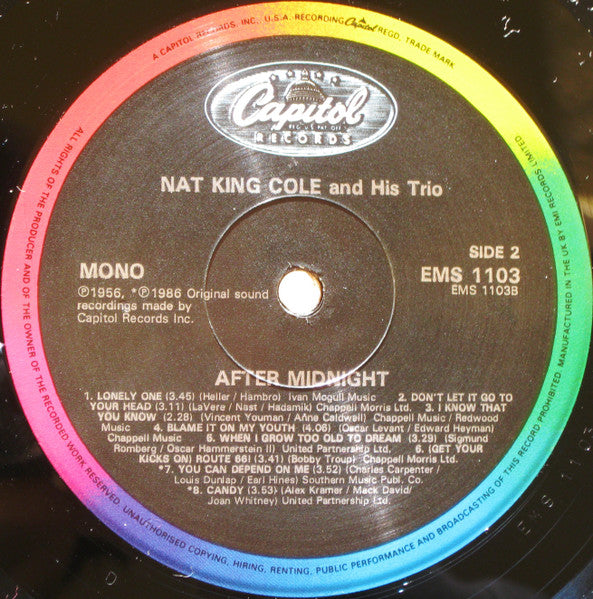 A CAPITOL RECORDS, INC., U.S.A. RECORDING Capitol REGD. TRADE MARK
Capitol
RECORDS
NAT KING COLE and His Trio
SIDE 2
MONO
EMS 1103
EMS 1103B
℗1956, *℗1986 Original sound
recordings made by
Capitol Records Inc.
AFTER MIDNIGHT
1. LONELY ONE (3.45) (Heller / Hambro) Ivan Mogull Music 2. DON'T LET IT GO TO
YOUR HEAD (3.11) (LaVere / Nast / Hadamik) Chappell Morris Ltd. 3. I KNOW THAT
YOU KNOW (2.28) (Vincent Youman / Anne Caldwell) Chappell Music / Redwood
Music 4. BLAME IT ON MY YOUTH (4.06) (Oscar Levant / Edward Heyman)
Chappell Music 6. WHEN I GROW TOO OLD TO DREAM (3.29) (Sigmund
Romberg / Oscar Hammerstein II) United Partnership Ltd. 6. (GET YOUR
KICKS ON) ROUTE 66! (3.41) (Bobby Troup) Chappell Morris Ltd.
*7. YOU CAN DEPEND ON ME (3.52) (Charles Carpenter /
Louis Dunlap / Earl Hines) Southern Music Publ. Co.
*8. CANDY (3.53) (Alex Kramer / Mack David /
Joan Whitney) United Partnership Ltd.
ALL RIGHTS OF THE PRODUCER AND OF THE OWNER OF THE RECORDED WORK RESERVED. UNAUTHORISED COPYING, HIRING, RENTING, PUBLIC PERFORMANCE AND BROADCASTING OF THIS RECORD PROHIBITED. MANUFACTURED IN THE UK BY EMI RECORDS LIMITED